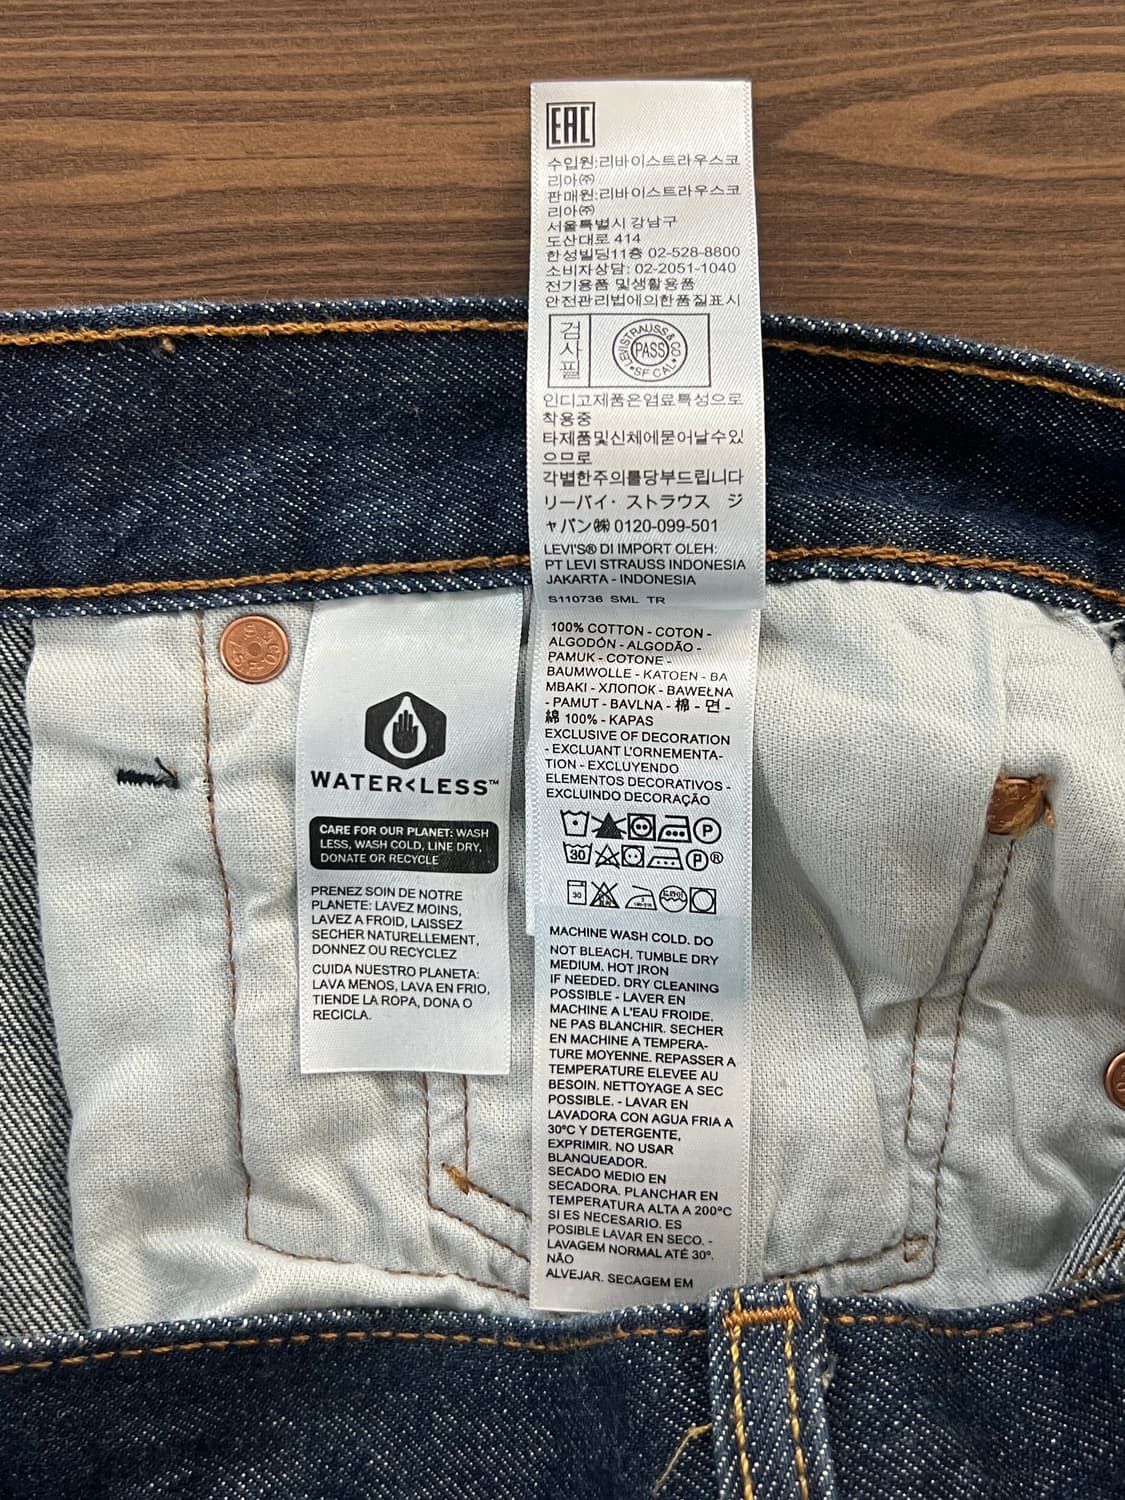 EAC
수입원:리바이스트라우스코
리아㈜
판매원:리바이스트라우스코
리아㈜
서울특별시 강남구
도산대로 414
한성빌딩11층 02-528-8800
소비자상담: 02-2051-1040
전기용품 및생활용품
안전관리법에의한품질표시
검사필
LEVI STRAUSS & CO
PASS
SF CAL
인디고제품은염료특성으로
착용중
타제품및신체에묻어날수있
으므로
각별한주의를당부드립니다
リーバイ・ストラウス ジ
ャパン㈱ 0120-099-501
LEVI'S® DI IMPORT OLEH:
PT LEVI STRAUSS INDONESIA
JAKARTA - INDONESIA
S110736 SML TR
100% COTTON - COTON -
ALGODÓN - ALGODÃO -
PAMUK - COTONE -
BAUMWOLLE - KATOEN - BA
MBAKI - ХЛОПОК - BAWEŁNA
- PAMUT - BAVLNA - 棉 - 면 -
綿 100% - KAPAS
EXCLUSIVE OF DECORATION
- EXCLUANT L'ORNEMENTA-
TION - EXCLUYENDO
ELEMENTOS DECORATIVOS -
EXCLUINDO DECORAÇÃO
P
30 P®
30
MACHINE WASH COLD. DO
NOT BLEACH. TUMBLE DRY
MEDIUM. HOT IRON
IF NEEDED. DRY CLEANING
POSSIBLE - LAVER EN
MACHINE A L'EAU FROIDE.
NE PAS BLANCHIR. SECHER
EN MACHINE A TEMPERA-
TURE MOYENNE. REPASSER A
TEMPERATURE ELEVEE AU
BESOIN. NETTOYAGE A SEC
POSSIBLE. - LAVAR EN
LAVADORA CON AGUA FRIA A
30°C Y DETERGENTE,
EXPRIMIR. NO USAR
BLANQUEADOR.
SECADO MEDIO EN
SECADORA. PLANCHAR EN
TEMPERATURA ALTA A 200°C
SI ES NECESARIO. ES
POSIBLE LAVAR EN SECO. -
LAVAGEM NORMAL ATÉ 30°.
NÃO
ALVEJAR. SECAGEM EM
WATER<LESS™
CARE FOR OUR PLANET: WASH
LESS, WASH COLD, LINE DRY,
DONATE OR RECYCLE
PRENEZ SOIN DE NOTRE
PLANETE: LAVEZ MOINS,
LAVEZ A FROID, LAISSEZ
SECHER NATURELLEMENT,
DONNEZ OU RECYCLEZ
CUIDA NUESTRO PLANETA:
LAVA MENOS, LAVA EN FRIO,
TIENDE LA ROPA, DONA O
RECICLA.